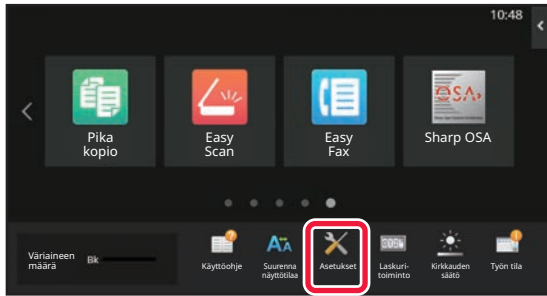 10:48
Pika
kopio
Easy
Scan
Easy
Fax
OSA
Sharp OSA
Väriaineen
määrä
Bk
Käyttöohje
Suurenna
näyttötilaa
Asetukset
Laskuri-
toiminto
Kirkkauden
säätö
Työn tila